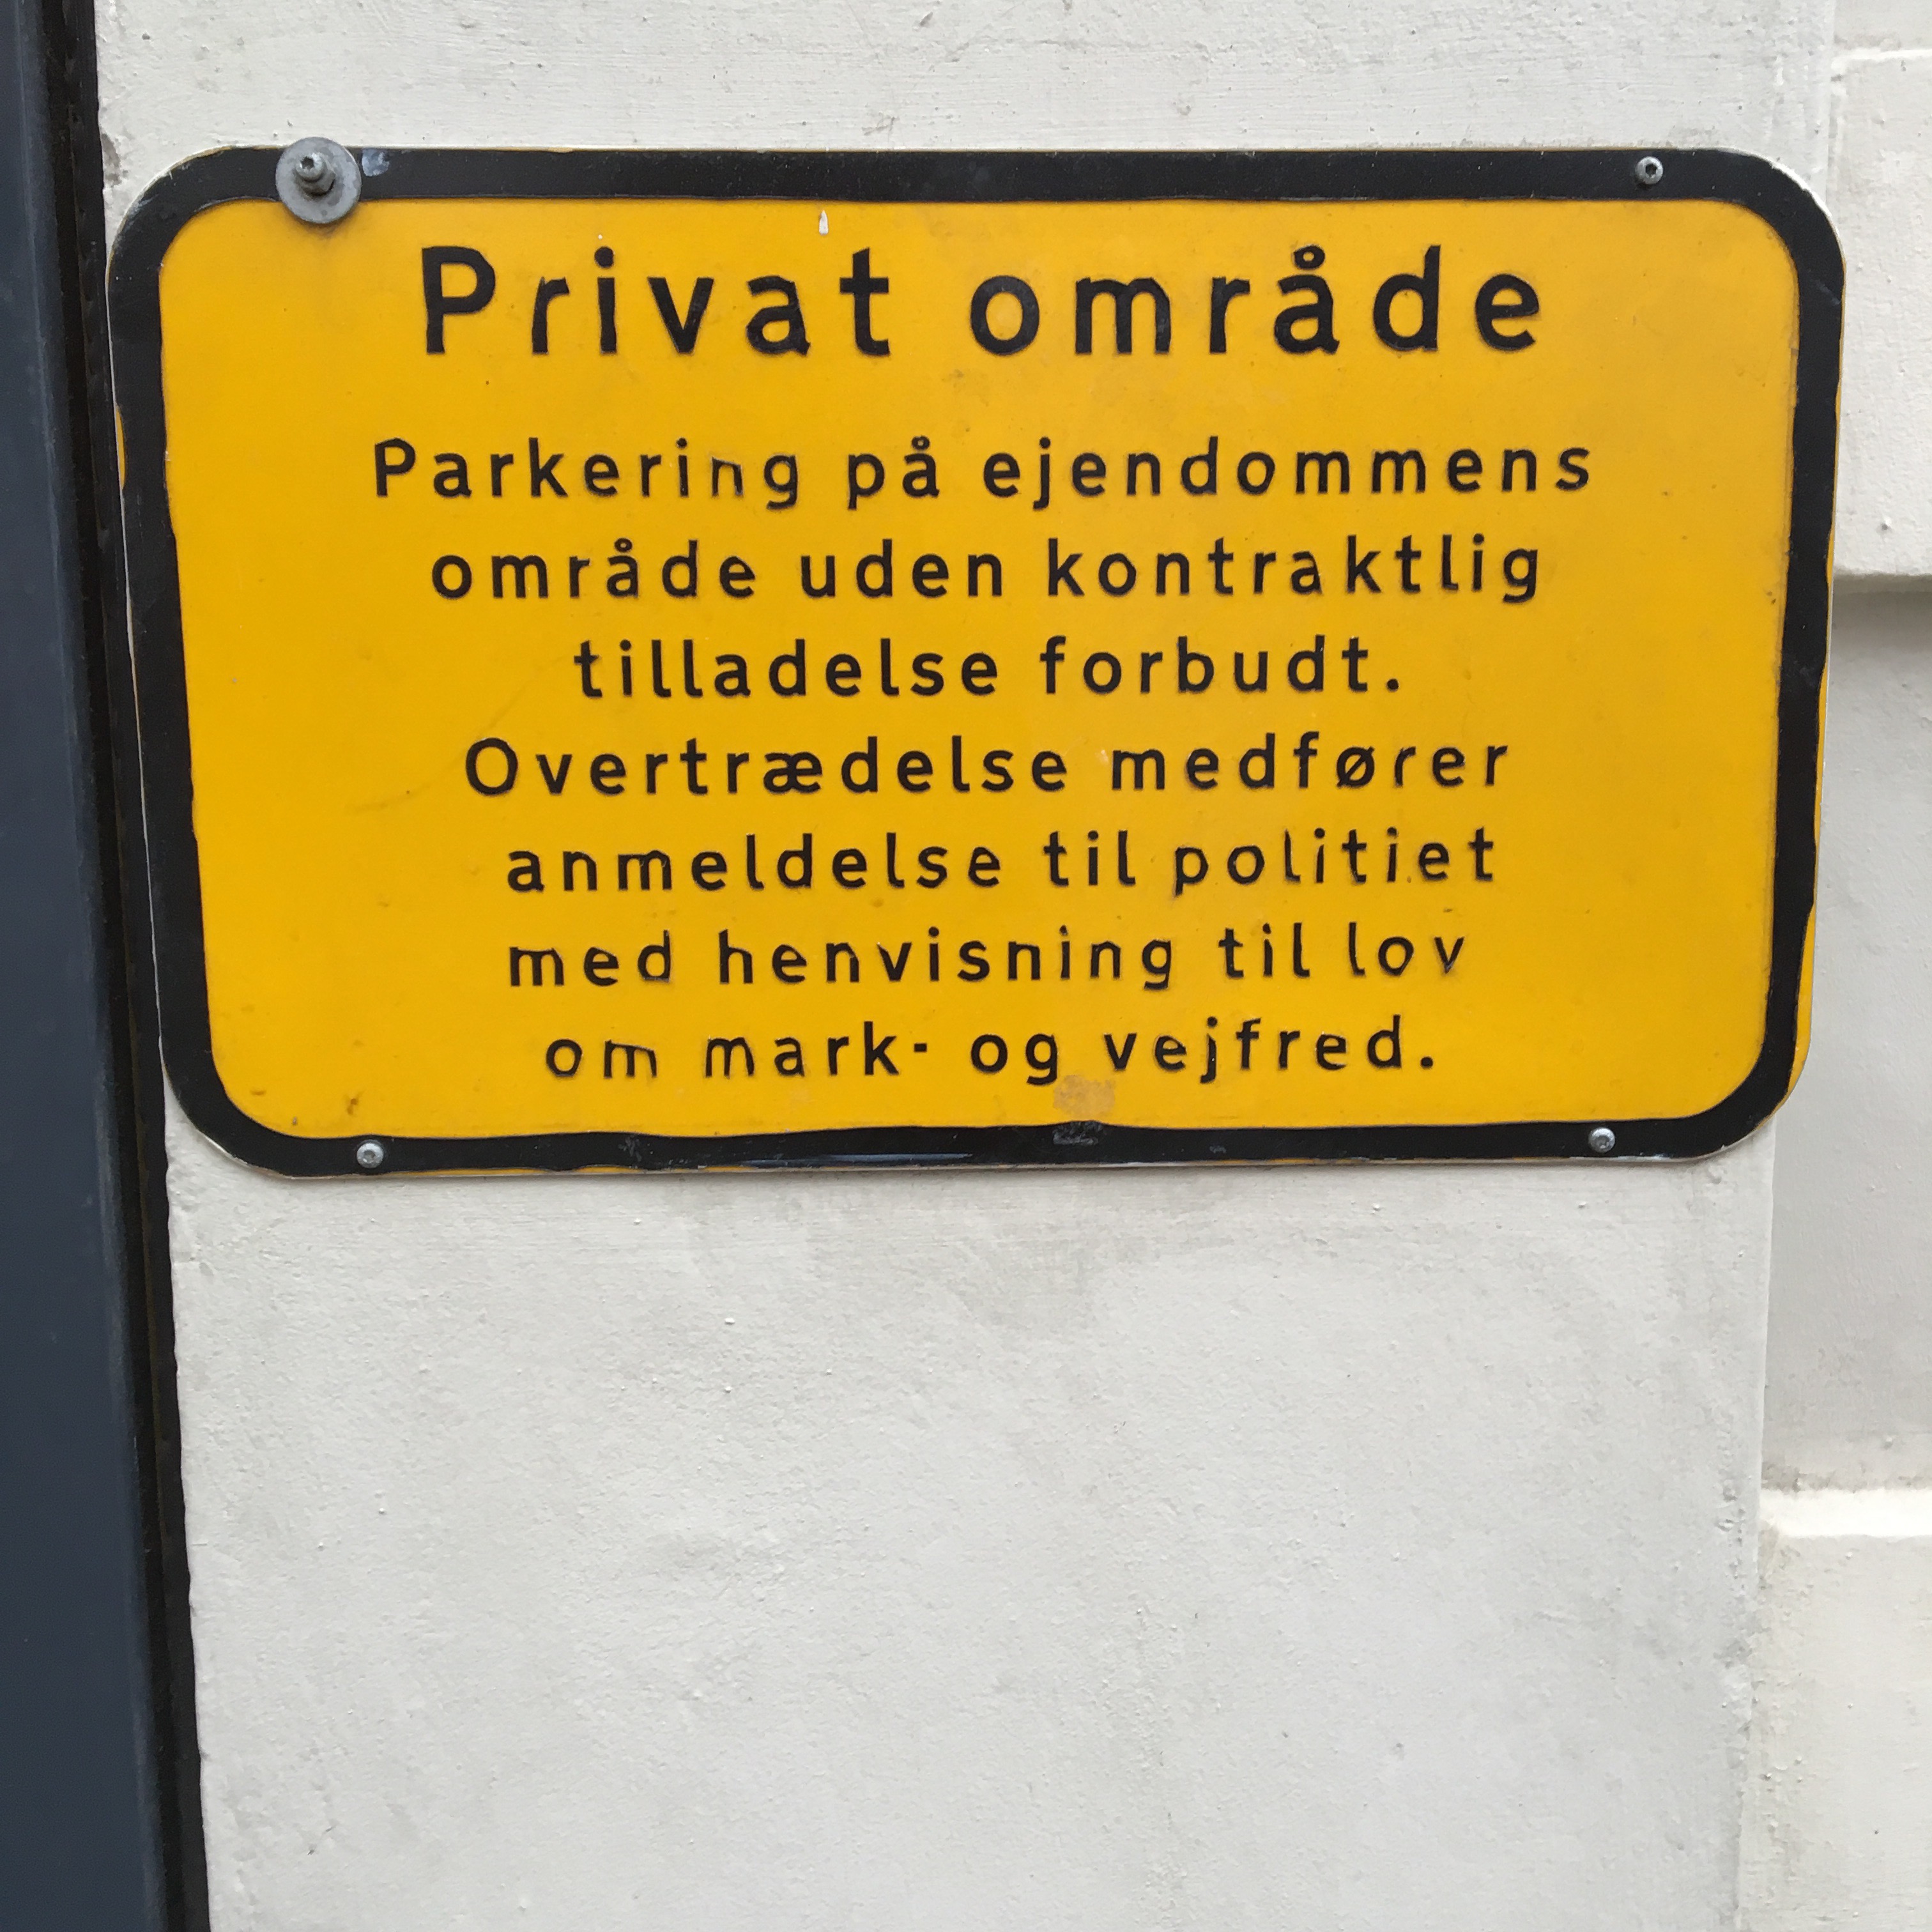 Privat område
Parkering på ejendommens
område uden kontraktlig
tilladelse forbudt.
Overtrædelse medfører
anmeldelse til politiet
med henvisning til lov
om mark- og vejfred.